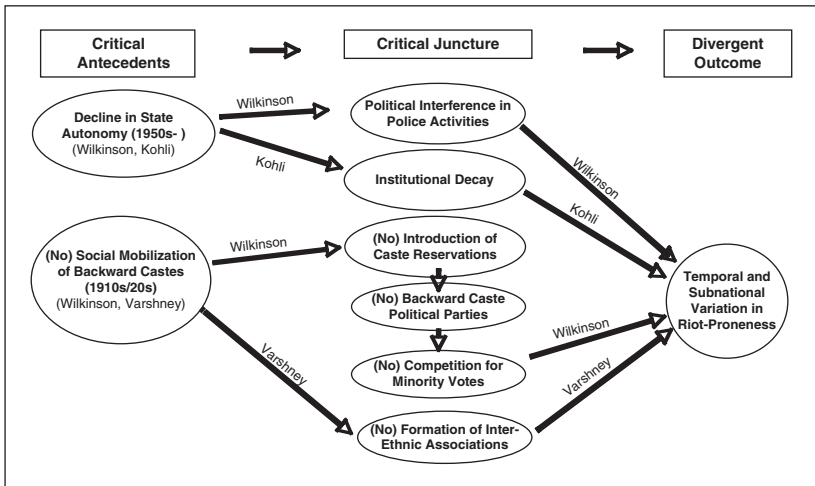 Critical
Antecedents
Critical Juncture
Divergent
Outcome
Decline in State
Autonomy (1950s- )
(Wilkinson, Kohli)
Wilkinson
Kohli
Political Interference in
Police Activities
Institutional Decay
Wilkinson
Kohli
(No) Social Mobilization
of Backward Castes
(1910s/20s)
(Wilkinson, Varshney)
Wilkinson
Varshney
(No) Introduction of
Caste Reservations
(No) Backward Caste
Political Parties
(No) Competition for
Minority Votes
(No) Formation of Inter-
Ethnic Associations
Wilkinson
Varshney
Temporal and
Subnational
Variation in
Riot-Proneness